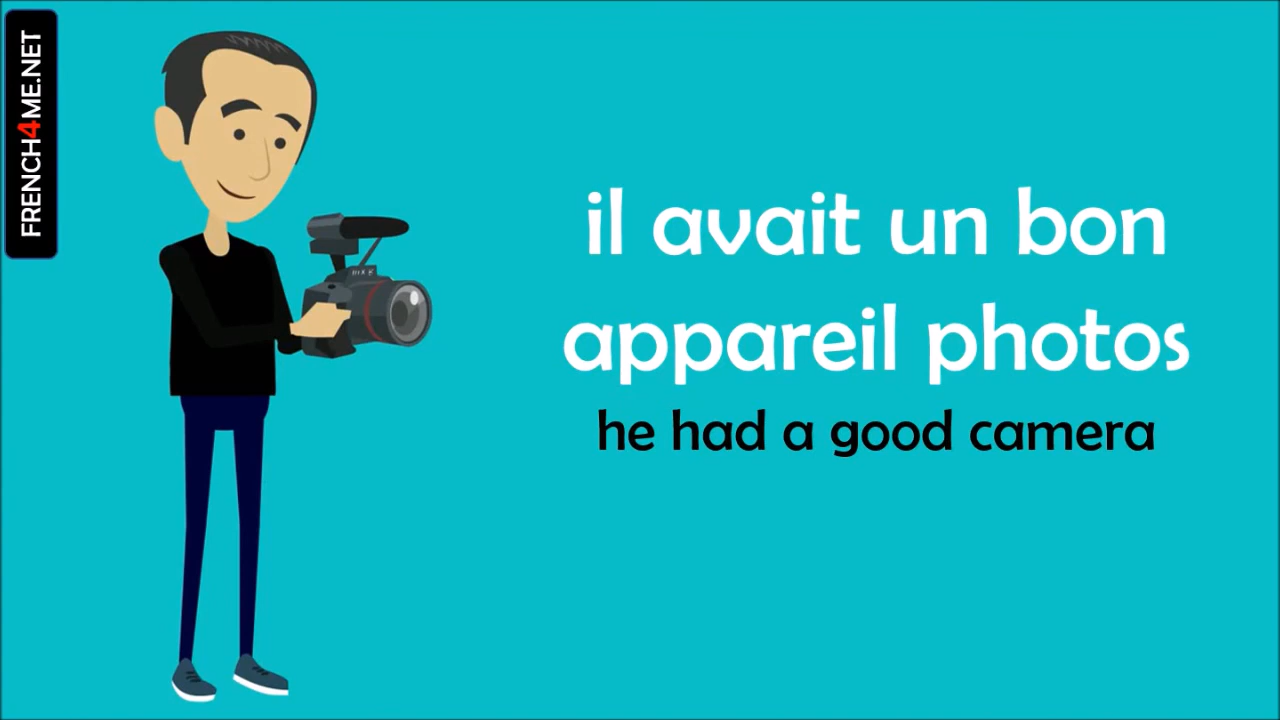 FRENCH4ME.NET
il avait un bon
appareil photos
he had a good camera